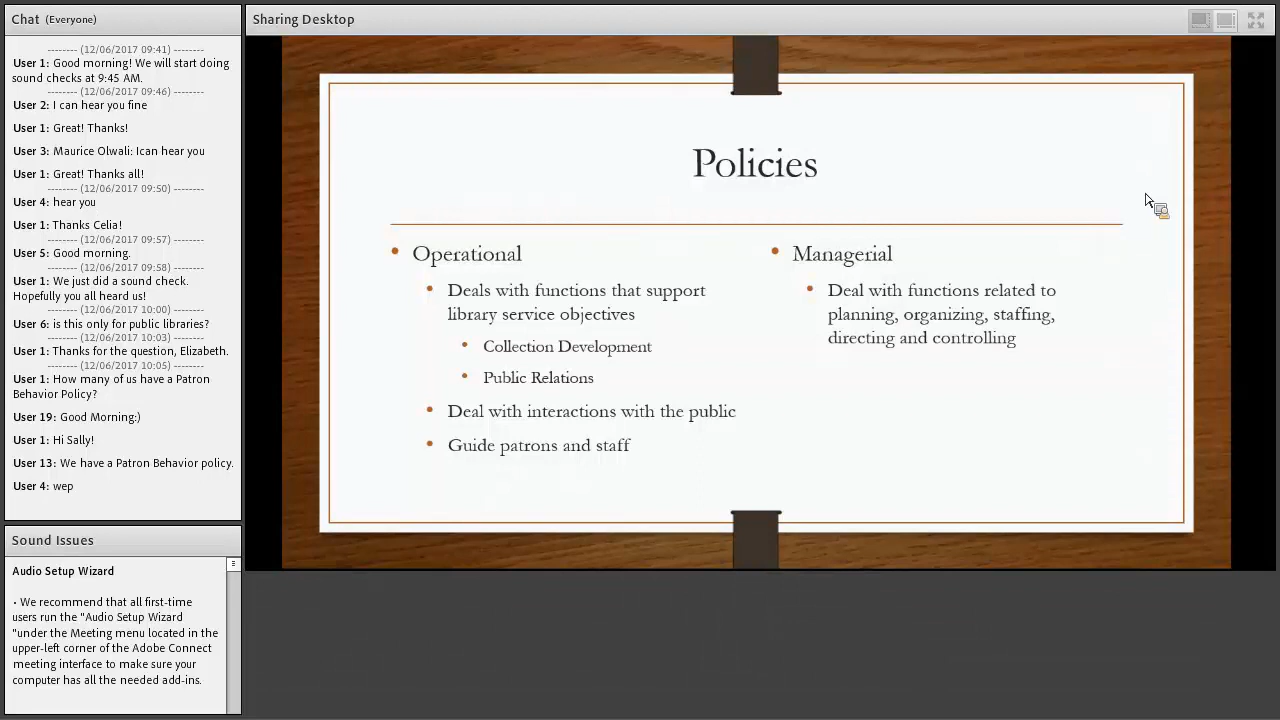 Chat (Everyone)
-------- (12/06/2017 09:41) --------
User 1: Good morning! We will start doing
sound checks at 9:45 AM.
-------- (12/06/2017 09:46) --------
User 2: I can hear you fine
User 1: Great! Thanks!
User 3: Maurice Olwali: Ican hear you
User 1: Great! Thanks all!
-------- (12/06/2017 09:50) --------
User 4: hear you
User 1: Thanks Celia!
-------- (12/06/2017 09:57) --------
User 5: Good morning.
-------- (12/06/2017 09:58) --------
User 1: We just did a sound check.
Hopefully you all heard us!
-------- (12/06/2017 10:00) --------
User 6: is this only for public libraries?
-------- (12/06/2017 10:03) --------
User 1: Thanks for the question, Elizabeth.
-------- (12/06/2017 10:05) --------
User 1: How many of us have a Patron
Behavior Policy?
User 19: Good Morning:)
User 1: Hi Sally!
User 13: We have a Patron Behavior policy.
User 4: wep
Sound Issues
Audio Setup Wizard
• We recommend that all first-time
users run the "Audio Setup Wizard
"under the Meeting menu located in the
upper-left corner of the Adobe Connect
meeting interface to make sure your
computer has all the needed add-ins.
Sharing Desktop
Policies
• Operational
• Deals with functions that support
library service objectives
• Collection Development
• Public Relations
• Deal with interactions with the public
• Guide patrons and staff
• Managerial
• Deal with functions related to
planning, organizing, staffing,
directing and controlling